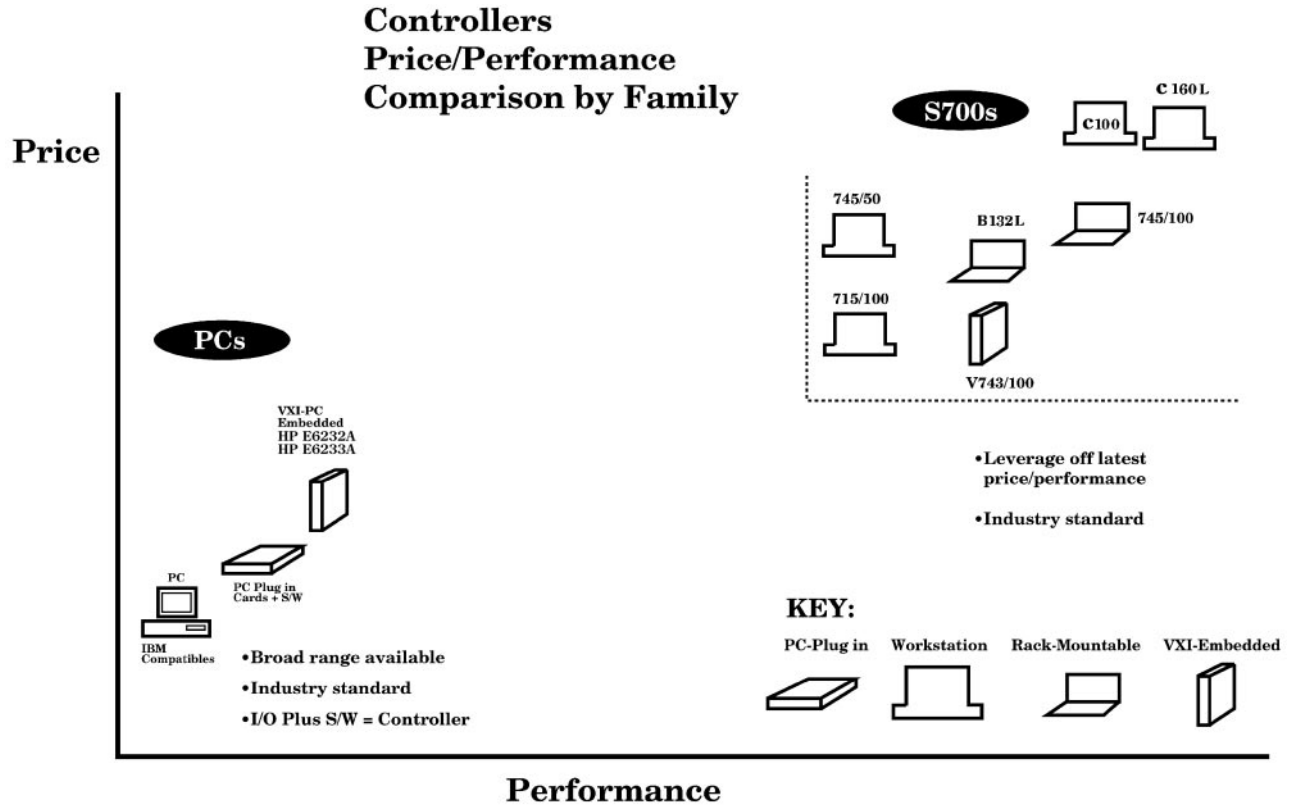 Controllers
Price/Performance
Comparison by Family
Price
S700s
c 160 L
c100
745/50
B132L
745/100
715/100
V743/100
PCs
VXI-PC
Embedded
HP E6232A
HP E6233A
•Leverage off latest
price/performance
•Industry standard
PC
PC Plug in
Cards + S/W
IBM
Compatibles
•Broad range available
•Industry standard
•I/O Plus S/W = Controller
KEY:
PC-Plug in
Workstation
Rack-Mountable
VXI-Embedded
Performance